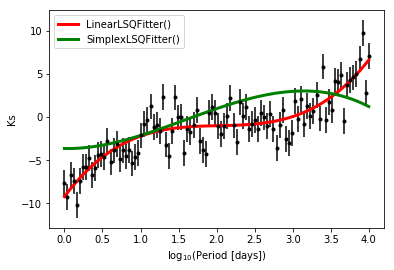 LinearLSQFitter()
SimplexLSQFitter()
10
5
0
−5
−10
Ks
0.0 0.5 1.0 1.5 2.0 2.5 3.0 3.5 4.0
log10(Period [days])